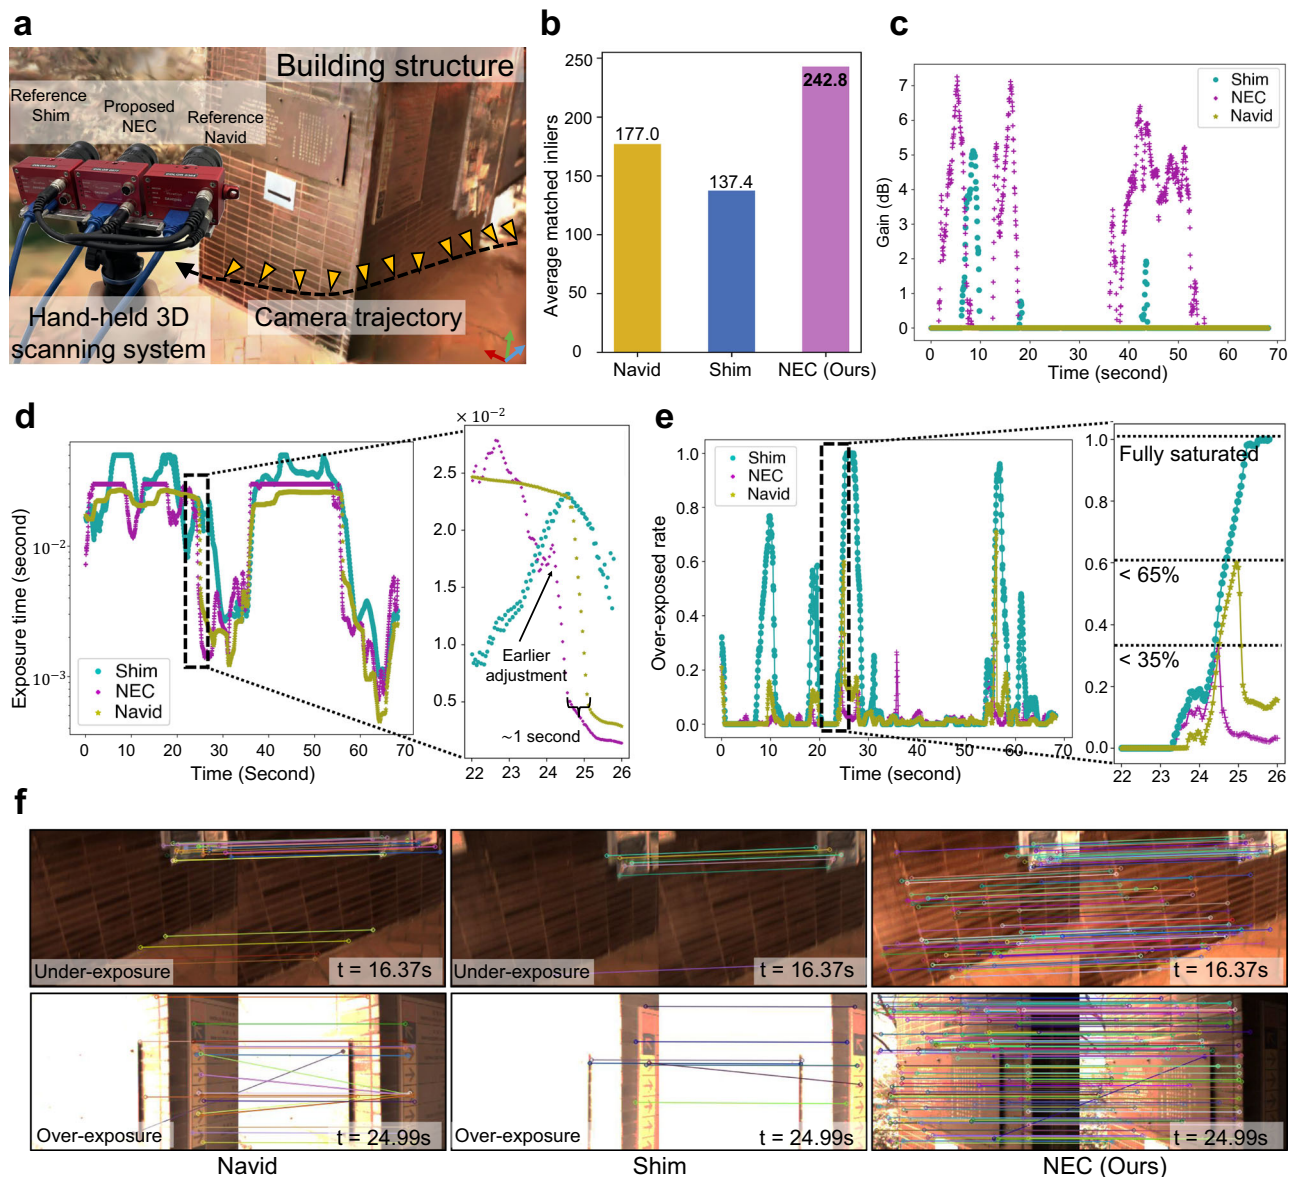 a
Building structure
Reference
Shim
Proposed
NEC
Reference
Navid
Hand-held 3D
scanning system
Camera trajectory
b
Average matched inliers
250
200
150
100
50
0
177.0
137.4
242.8
Navid
Shim
NEC (Ours)
c
Gain (dB)
7
6
5
4
3
2
1
0
Shim
NEC
Navid
0
10
20
30
40
50
60
70
Time (second)
d
Exposure time (second)
10⁻²
10⁻³
Shim
NEC
Navid
0 10 20 30 40 50 60 70
Time (Second)
× 10⁻²
2.5
2.0
1.5
1.0
0.5
Earlier
adjustment
~1 second
22 23 24 25 26
e
Over-exposed rate
1.0
0.8
0.6
0.4
0.2
0.0
Shim
NEC
Navid
0 10 20 30 40 50 60 70
Time (second)
1.0
0.8
0.6
0.4
0.2
0.0
Fully saturated
< 65%
< 35%
22 23 24 25 26
f
Under-exposure
t = 16.37s
Under-exposure
t = 16.37s
t = 16.37s
Over-exposure
t = 24.99s
Over-exposure
t = 24.99s
t = 24.99s
Navid
Shim
NEC (Ours)